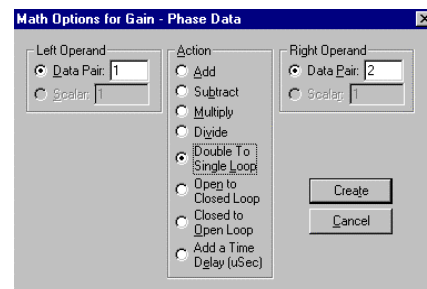 Math Options for Gain - Phase Data
Left Operand
Data Pair: 1
Scalar: 1
Action
Add
Subtract
Multiply
Divide
Double To
Single Loop
Open to
Closed Loop
Closed to
Open Loop
Add a Time
Delay (uSec)
Right Operand
Data Pair: 2
Scalar: 1
Create
Cancel